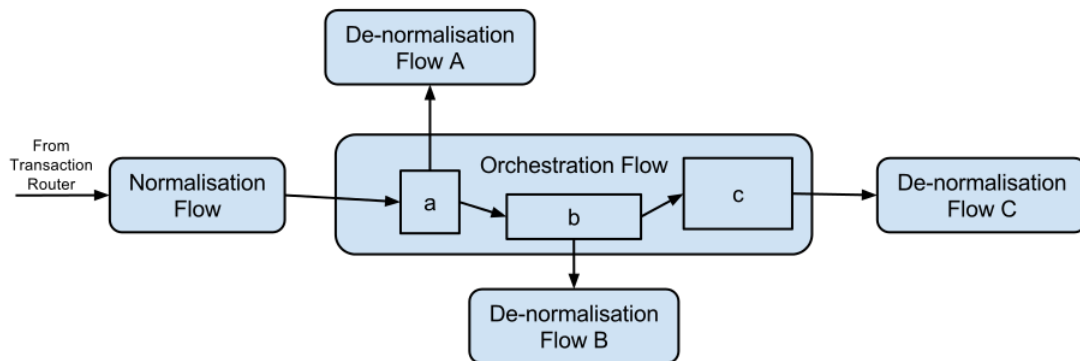 De-normalisation
Flow A
From
Transaction
Router
Normalisation
Flow
Orchestration Flow
a
b
c
De-normalisation
Flow C
De-normalisation
Flow B